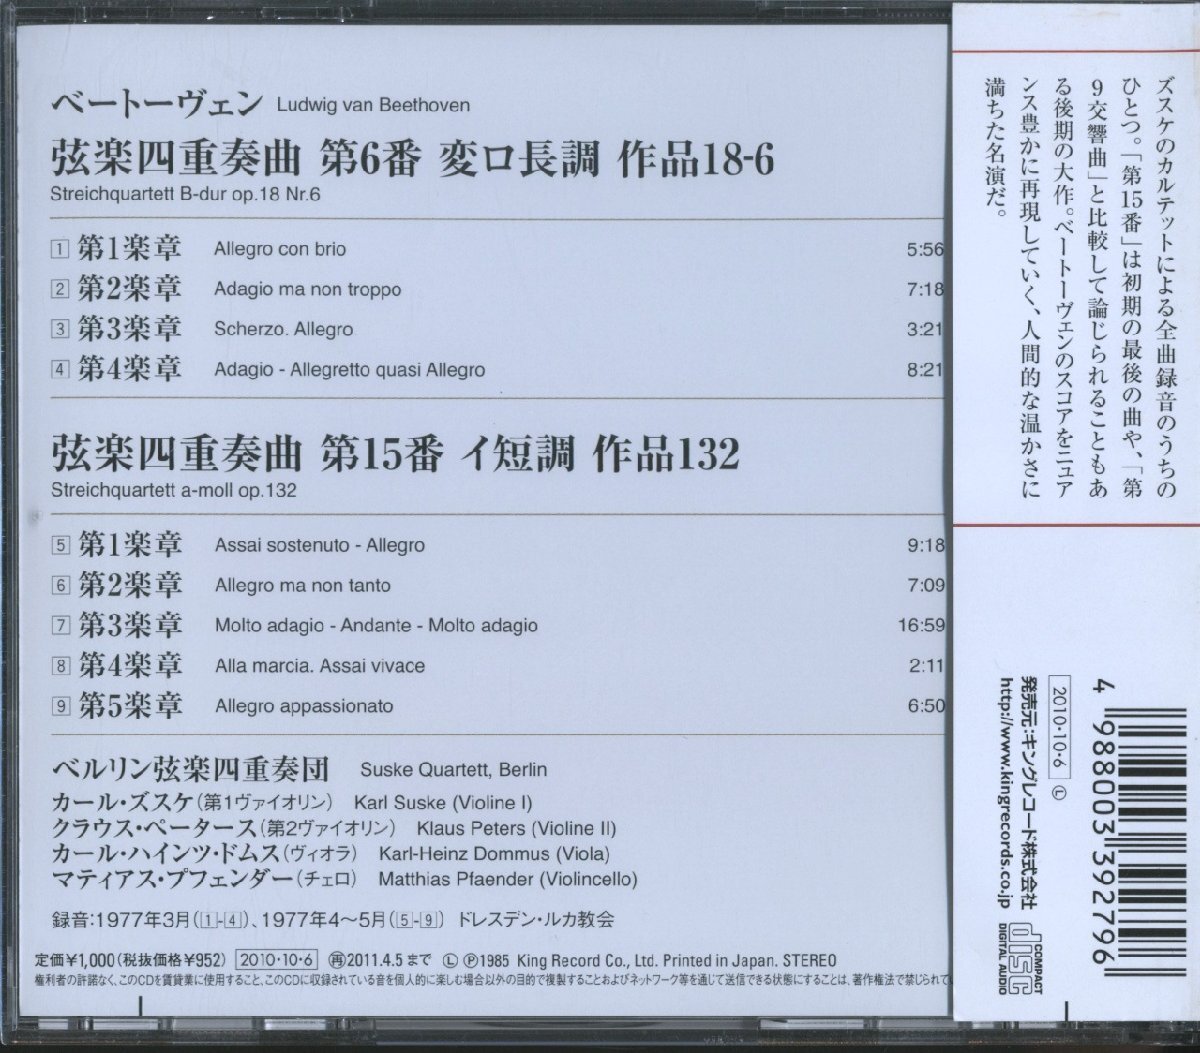 ベートーヴェン Ludwig van Beethoven
弦楽四重奏曲 第6番 変ロ長調 作品18-6
Streichquartett B-dur op.18 Nr.6
1 第1楽章 Allegro con brio 5:56
2 第2楽章 Adagio ma non troppo 7:18
3 第3楽章 Scherzo. Allegro 3:21
4 第4楽章 Adagio - Allegretto quasi Allegro 8:21
弦楽四重奏曲 第15番 イ短調 作品132
Streichquartett a-moll op.132
5 第1楽章 Assai sostenuto - Allegro 9:18
6 第2楽章 Allegro ma non tanto 7:09
7 第3楽章 Molto adagio - Andante - Molto adagio 16:59
8 第4楽章 Alla marcia. Assai vivace 2:11
9 第5楽章 Allegro appassionato 6:50
ベルリン弦楽四重奏団 Suske Quartett, Berlin
カール・ズスケ(第1ヴァイオリン) Karl Suske (Violine I)
クラウス・ペータース(第2ヴァイオリン) Klaus Peters (Violine II)
カール・ハインツ・ドムス(ヴィオラ) Karl-Heinz Dommus (Viola)
マティアス・プフェンダー(チェロ) Matthias Pfaender (Violincello)
録音:1977年3月(1-4)、1977年4〜5月(5-9) ドレスデン・ルカ教会
定価¥1,000(税抜価格¥952) 2010・10・6 再2011.4.5まで Ⓛ Ⓟ1985 King Record Co., Ltd. Printed in Japan. STEREO
権利者の許諾なく、このCDを賃貸業に使用すること、このCDに収録されている音を個人的に楽しむ場合以外の目的で複製することおよびネットワーク等を通じて送信できる状態にすることは、著作権法で禁じられてい
ズスケのカルテットによる全曲録音のうちの
ひとつ。「第15番」は初期の最後の曲や、「第
9交響曲」と比較して論じられることもあ
る後期の大作。ベートーヴェンのスコアをニュア
ンス豊かに再現していく、人間的な温かさに
満ちた名演だ。
4 988003 392796
2010・10・6 Ⓛ
発売元:キングレコード株式会社
http://www.kingrecords.co.jp
COMPACT
disc
DIGITAL AUDIO